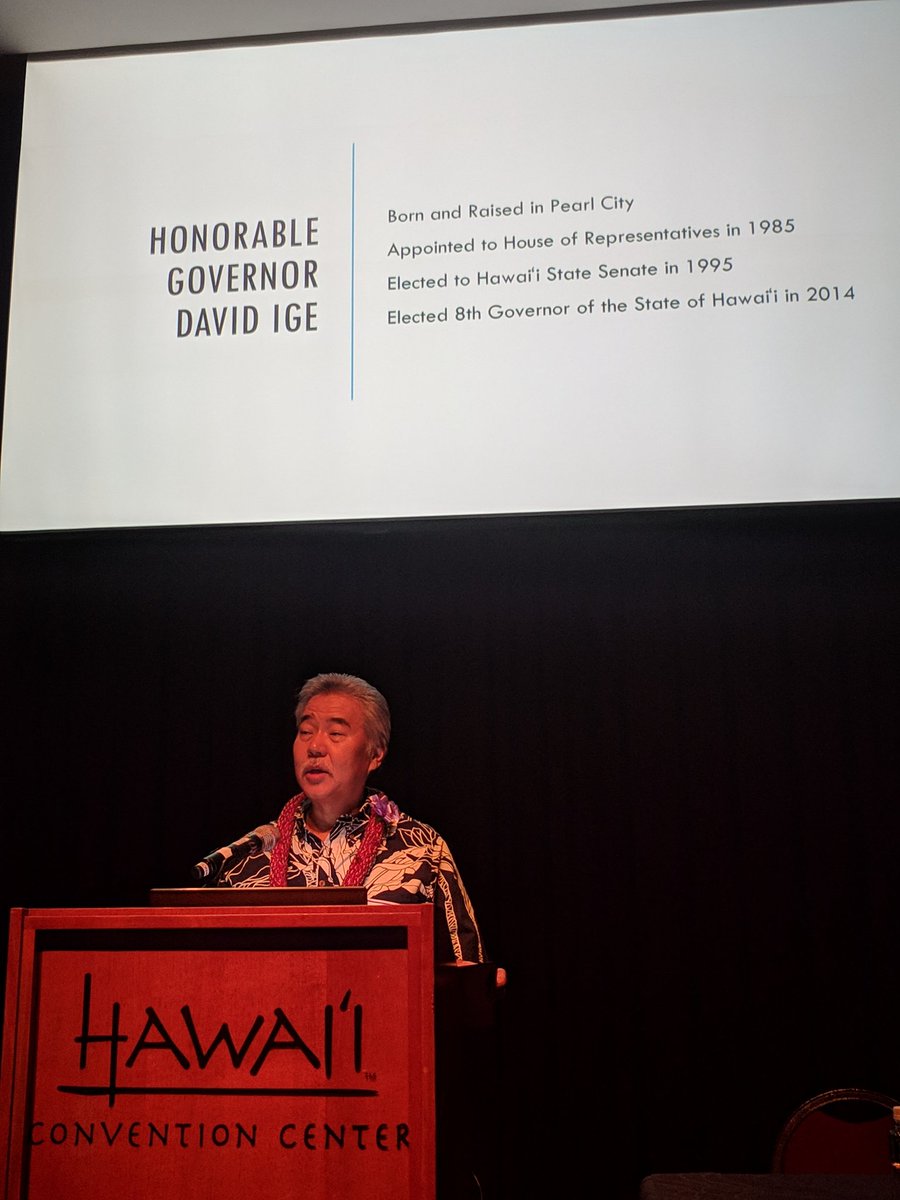 HONORABLE
GOVERNOR
DAVID IGE
Born and Raised in Pearl City
Appointed to House of Representatives in 1985
Elected to Hawaiʻi State Senate in 1995
Elected 8th Governor of the State of Hawaiʻi in 2014
HAWAIʻI
TM
CONVENTION CENTER